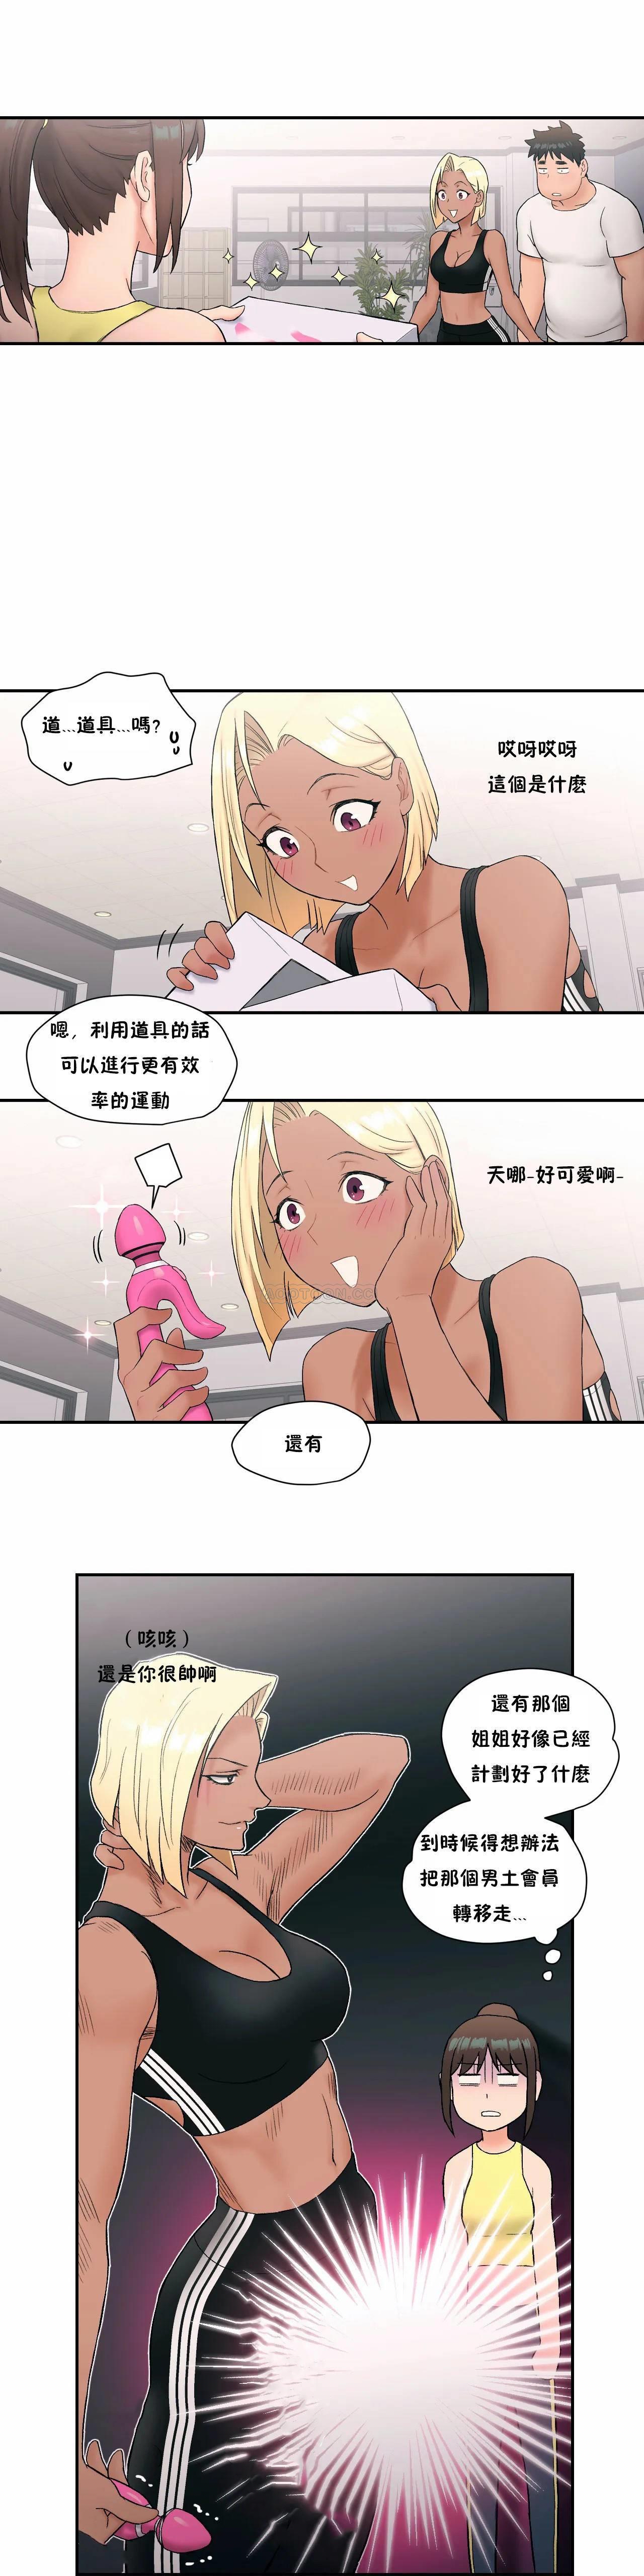 道...道具...嗎?
哎呀哎呀
這個是什麽
嗯，利用道具的話
可以進行更有效
率的運動
天哪-好可愛啊-
還有
（咳咳）
還是你很帥啊
還有那個
姐姐好像已經
計劃好了什麽
到時候得想辦法
把那個男士會員
轉移走...